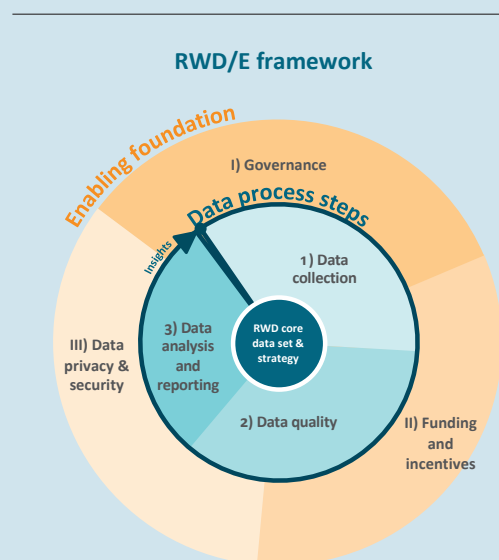 RWD/E framework
Enabling foundation
I) Governance
Data process steps
Insights
1) Data
collection
RWD core
data set &
strategy
3) Data
analysis
and
reporting
III) Data
privacy &
security
2) Data quality
II) Funding
and
incentives